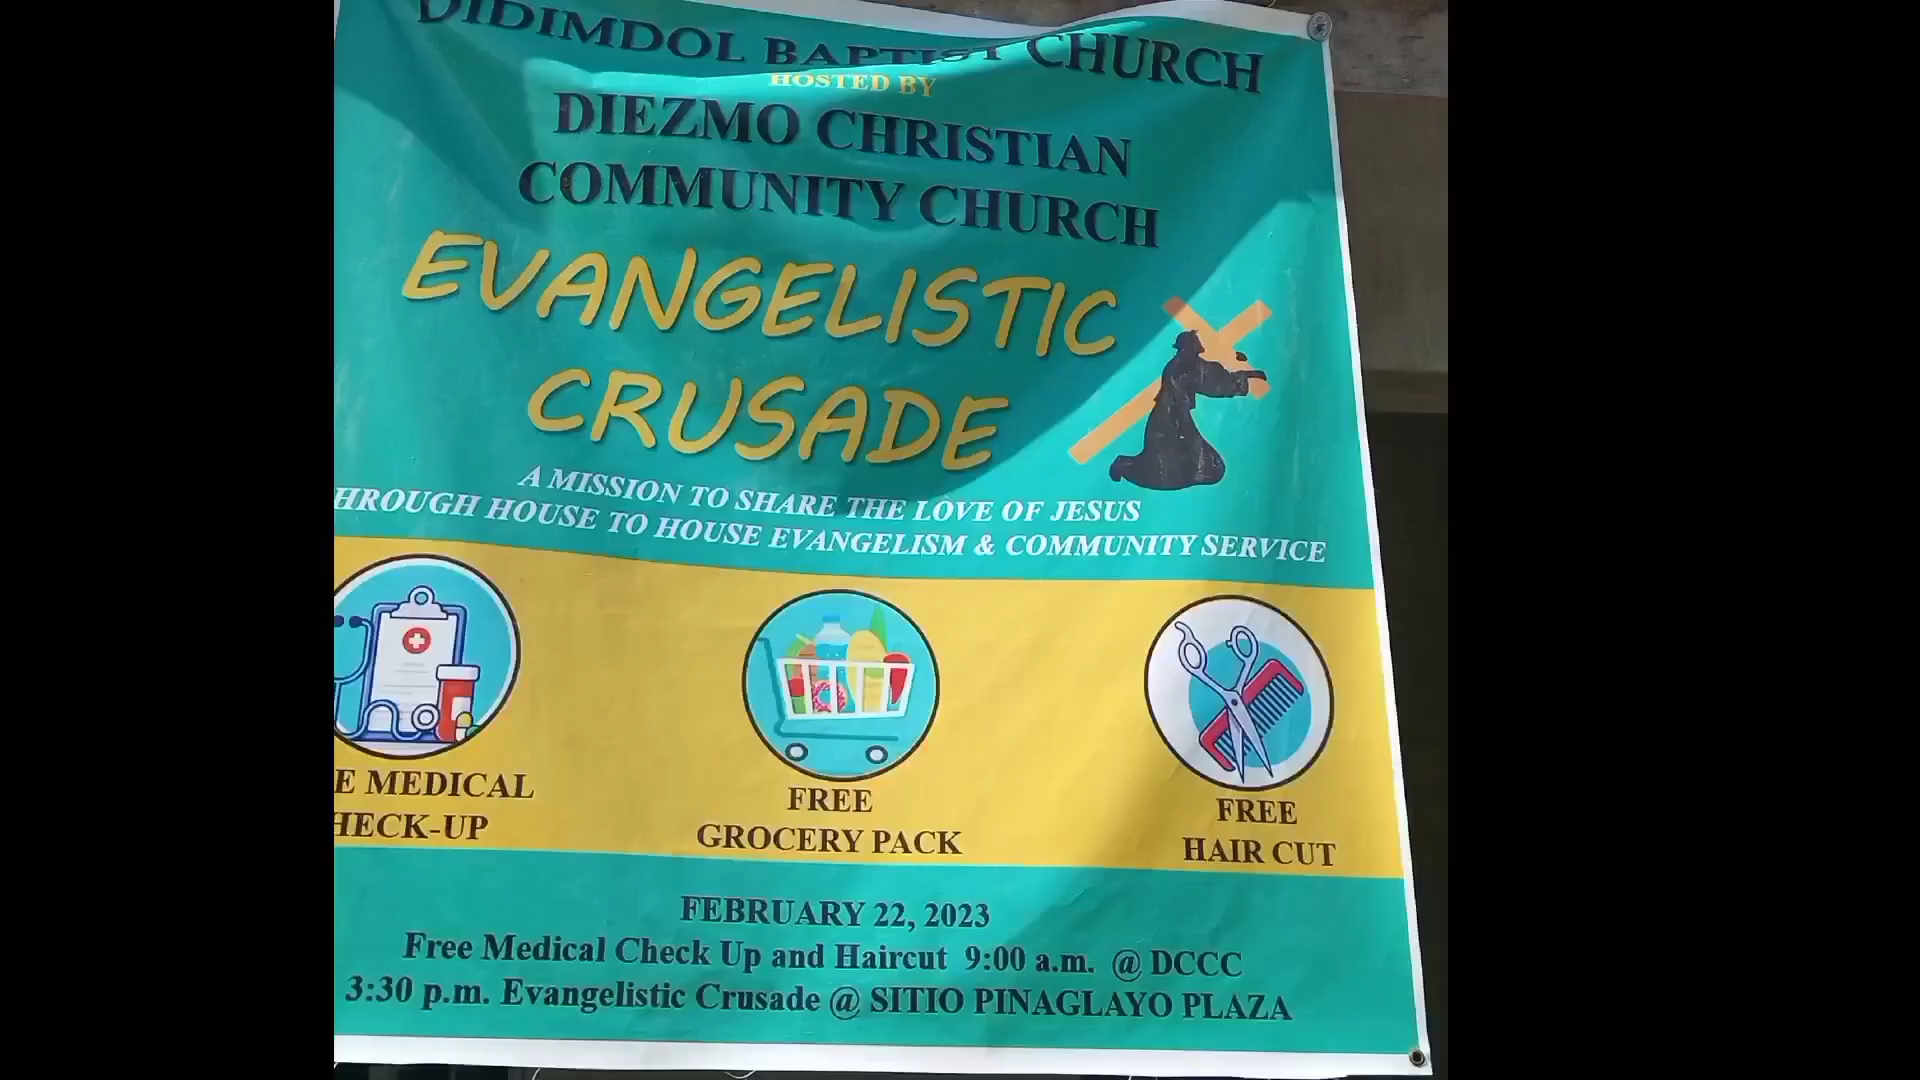 DIDIMDOL BAPTIST CHURCH
HOSTED BY
DIEZMO CHRISTIAN
COMMUNITY CHURCH
EVANGELISTIC
CRUSADE
A MISSION TO SHARE THE LOVE OF JESUS
HROUGH HOUSE TO HOUSE EVANGELISM & COMMUNITY SERVICE
E MEDICAL
HECK-UP
FREE
GROCERY PACK
FREE
HAIR CUT
FEBRUARY 22, 2023
Free Medical Check Up and Haircut 9:00 a.m. @ DCCC
3:30 p.m. Evangelistic Crusade @ SITIO PINAGLAYO PLAZA